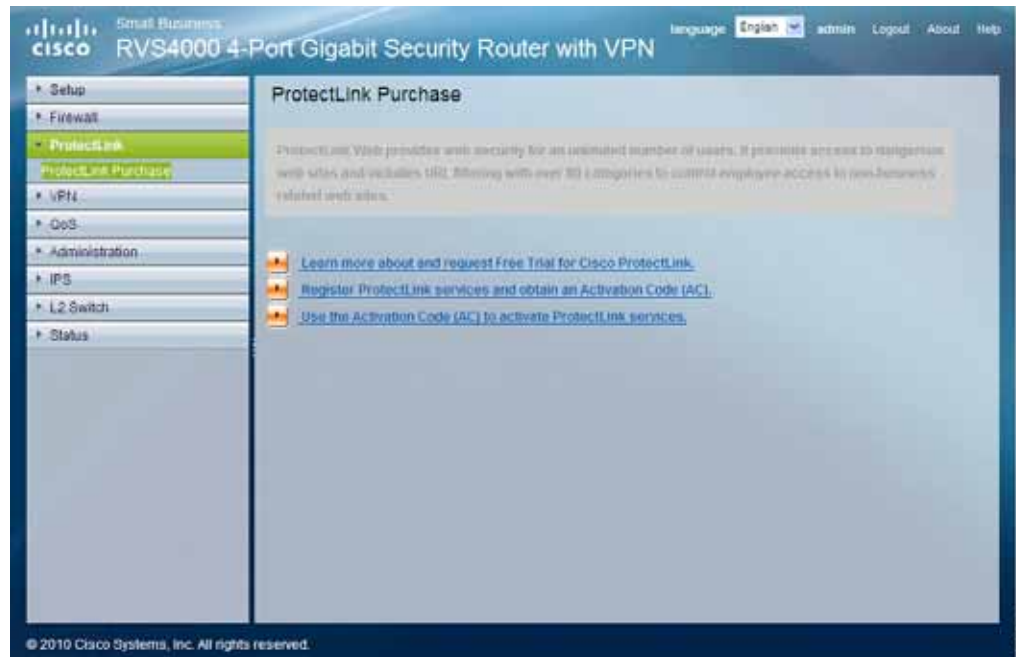 Small Business
CISCO RVS4000 4-Port Gigabit Security Router with VPN
language English admin Logout About Help
Setup
Firewall
ProtectLink
ProtectLink Purchase
VPN
QoS
Administration
IPS
L2 Switch
Status
ProtectLink Purchase
ProtectLink Web provides web security for an unlimited number of users. It prevents access to dangerous
web sites and includes URL filtering with over 80 categories to control employee access to non-business
related web sites.
Learn more about and request Free Trial for Cisco ProtectLink.
Register ProtectLink services and obtain an Activation Code (AC).
Use the Activation Code (AC) to activate ProtectLink services.
© 2010 Cisco Systems, Inc. All rights reserved.